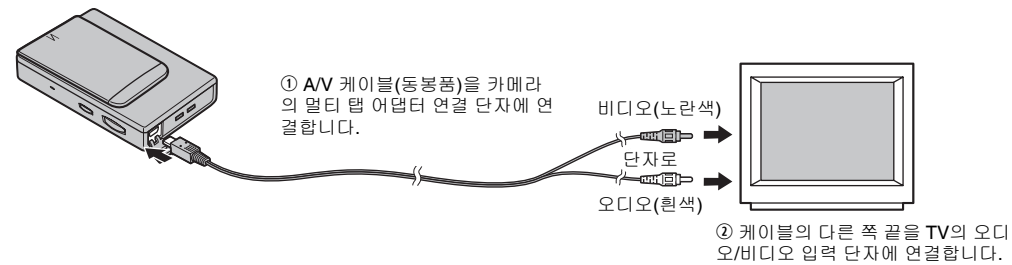 ① A/V 케이블(동봉품)을 카메라
의 멀티 탭 어댑터 연결 단자에 연
결합니다.
비디오(노란색)
단자로
오디오(흰색)
② 케이블의 다른 쪽 끝을 TV의 오디
오/비디오 입력 단자에 연결합니다.